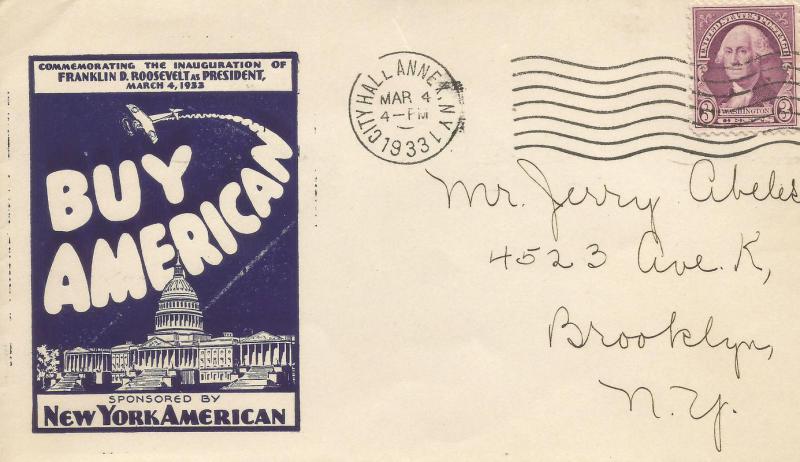 COMMEMORATING THE INAUGURATION OF
FRANKLIN D. ROOSEVELT AS PRESIDENT,
MARCH 4, 1933
BUY
AMERICAN
SPONSORED BY
NEW YORK AMERICAN
CITY HALL ANNEX, N.Y.
MAR 4
4-PM
1933
UNITED STATES POSTAGE
3 WASHINGTON 3
CENTS
Mr. Jerry Abeles
4523 Ave. K,
Brooklyn,
N.Y.